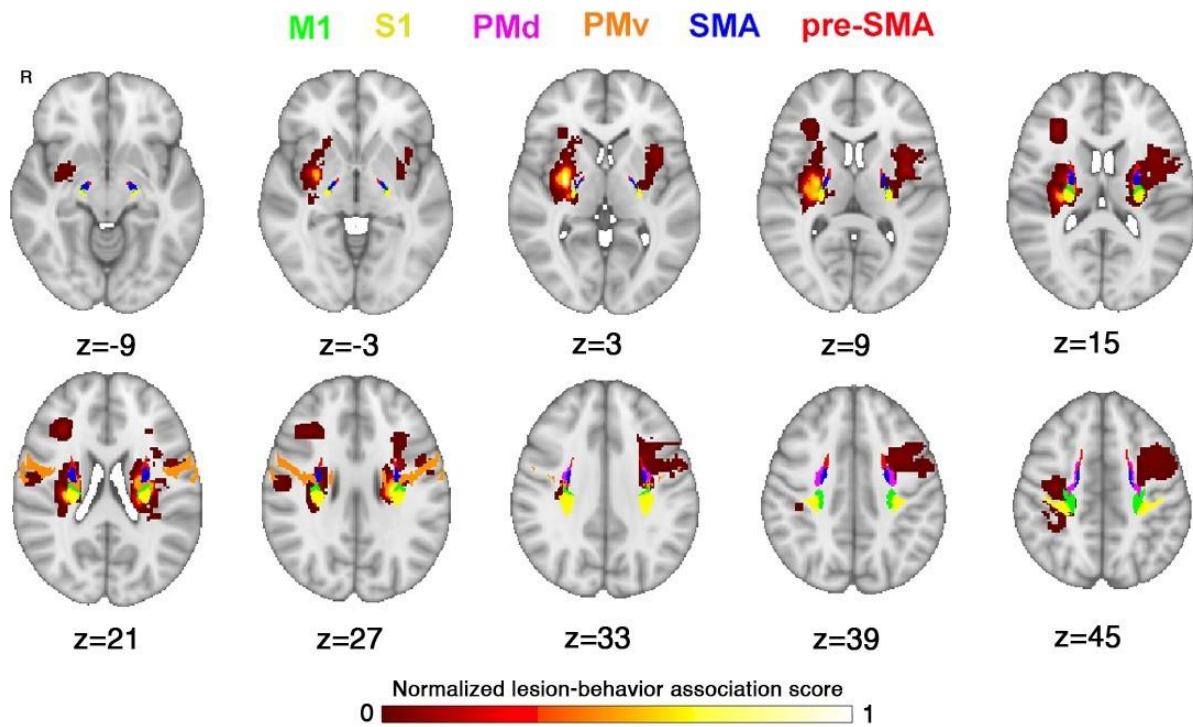 M1 S1 PMd PMv SMA pre-SMA
R
z=-9 z=-3 z=3 z=9 z=15
z=21 z=27 z=33 z=39 z=45
Normalized lesion-behavior association score
0 1